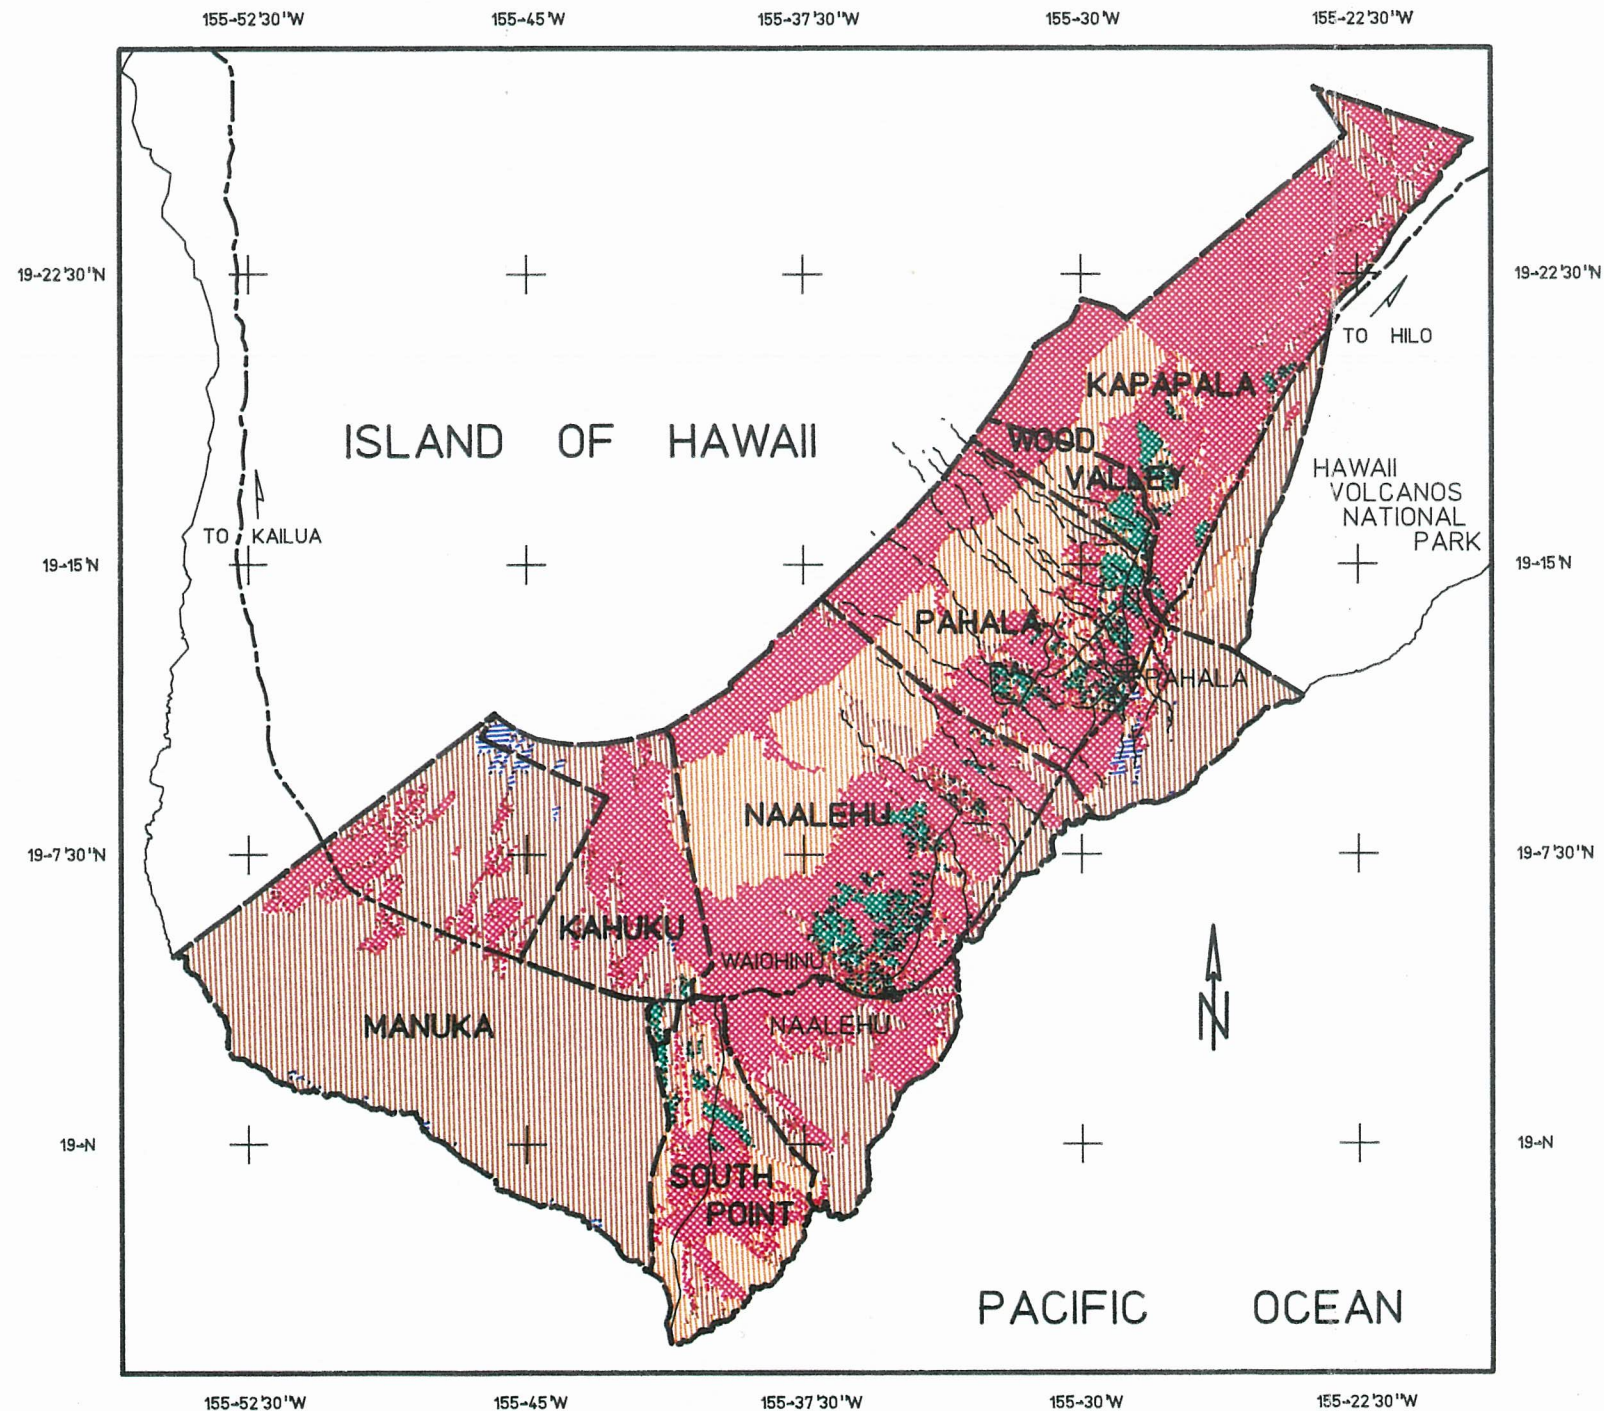 155-52'30"W 155-45'W 155-37'30"W 155-30'W 155-22'30"W
19-22'30"N 19-22'30"N
TO HILO
KAPAPALA
ISLAND OF HAWAII
WOOD
VALLEY
HAWAII
VOLCANOS
NATIONAL
PARK
TO KAILUA
19-15'N 19-15'N
PAHALA
PAHALA
NAALEHU
19-7'30"N 19-7'30"N
KAHUKU
WAIOHINU
MANUKA
NAALEHU
N
19-N 19-N
SOUTH
POINT
PACIFIC OCEAN
155-52'30"W 155-45'W 155-37'30"W 155-30'W 155-22'30"W